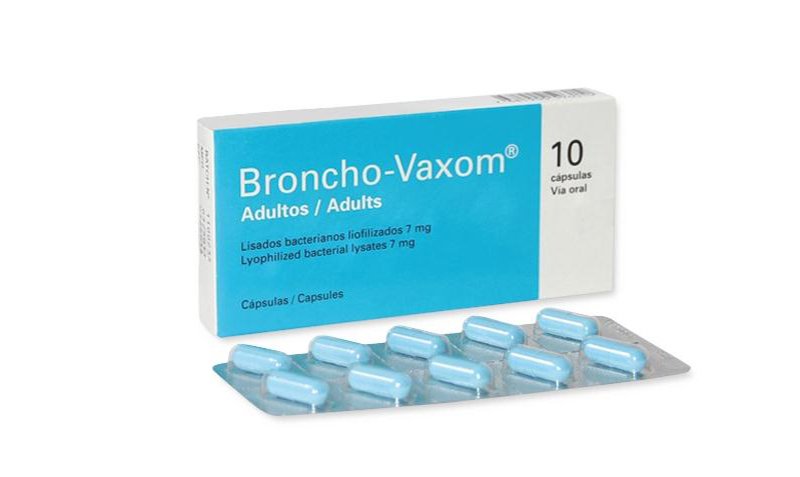 Broncho-Vaxom®
Adultos / Adults
Lisados bacterianos liofilizados 7 mg
Lyophilized bacterial lysates 7 mg
Cápsulas / Capsules
10
cápsulas
Vía oral